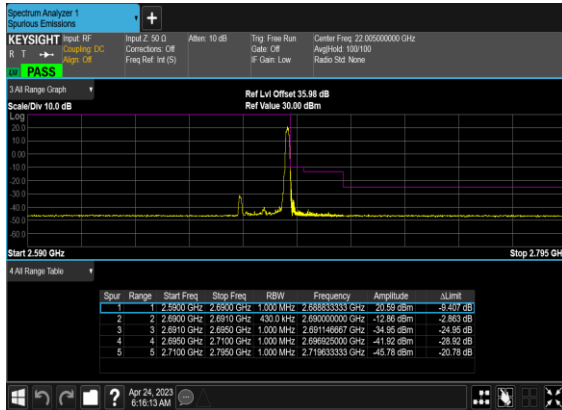 Spectrum Analyzer 1
Spurious Emissions
+
KEYSIGHT Input: RF Input Z: 50 Ω Atten: 10 dB Trig: Free Run Center Freq: 22.005000000 GHz
R T Coupling: DC Corrections: Off Gate: Off Avg|Hold: 100/100
Align: Off Freq Ref: Int (S) IF Gain: Low Radio Std: None
LXI PASS
3 All Range Graph
Ref Lvl Offset 35.98 dB
Scale/Div 10.0 dB Ref Value 30.00 dBm
Log
20.0
10.0
0.00
-10.0
-20.0
-30.0
-40.0
-50.0
-60.0
Start 2.590 GHz Stop 2.795 GH
4 All Range Table
Spur Range Start Freq Stop Freq RBW Frequency Amplitude ΔLimit
1 1 2.5900 GHz 2.6900 GHz 1.000 MHz 2.688833333 GHz 20.59 dBm -9.407 dB
2 2 2.6900 GHz 2.6910 GHz 430.0 kHz 2.690000000 GHz -12.86 dBm -2.863 dB
3 3 2.6910 GHz 2.6950 GHz 1.000 MHz 2.691146667 GHz -34.95 dBm -24.95 dB
4 4 2.6950 GHz 2.7100 GHz 1.000 MHz 2.696925000 GHz -41.92 dBm -28.92 dB
5 5 2.7100 GHz 2.7950 GHz 1.000 MHz 2.719633333 GHz -45.78 dBm -20.78 dB
?
Apr 24, 2023
6:16:13 AM